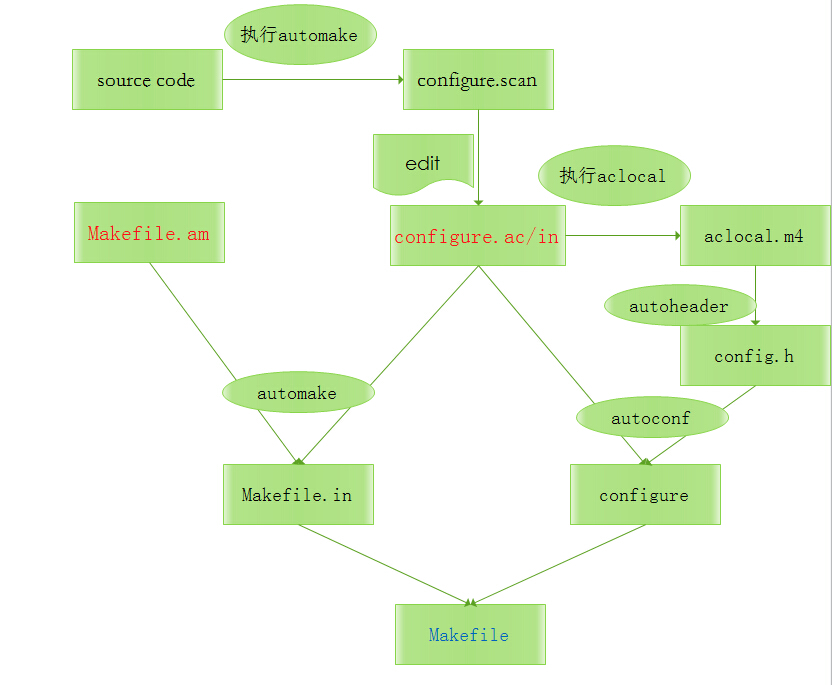 执行automake
source code
configure.scan
edit
执行aclocal
Makefile.am
configure.ac/in
aclocal.m4
autoheader
config.h
automake
autoconf
Makefile.in
configure
Makefile